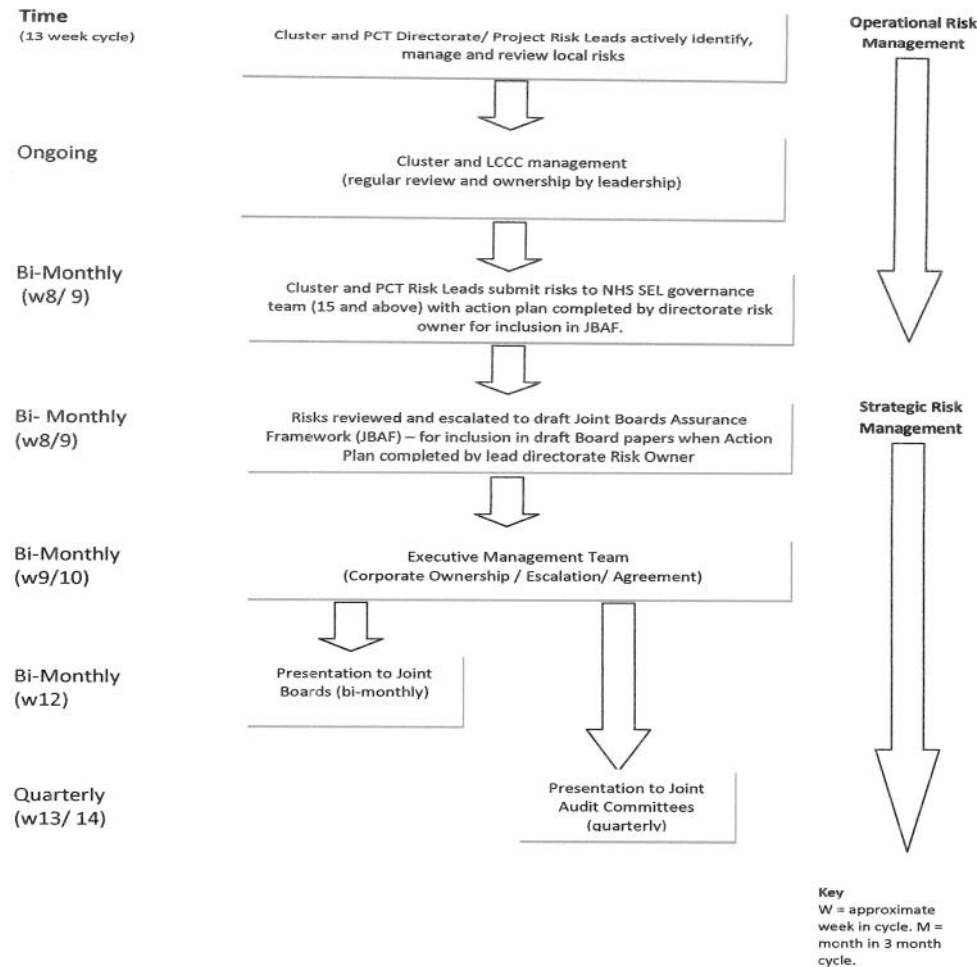 Time
(13 week cycle)
Cluster and PCT Directorate/ Project Risk Leads actively identify,
manage and review local risks
Operational Risk
Management
Ongoing
Cluster and LCCC management
(regular review and ownership by leadership)
Bi-Monthly
(w8/ 9)
Cluster and PCT Risk Leads submit risks to NHS SEL governance
team (15 and above) with action plan completed by directorate risk
owner for inclusion in JBAF.
Bi- Monthly
(w8/9)
Risks reviewed and escalated to draft Joint Boards Assurance
Framework (JBAF) – for inclusion in draft Board papers when Action
Plan completed by lead directorate Risk Owner
Strategic Risk
Management
Bi-Monthly
(w9/10)
Executive Management Team
(Corporate Ownership / Escalation/ Agreement)
Bi-Monthly
(w12)
Presentation to Joint
Boards (bi-monthly)
Quarterly
(w13/ 14)
Presentation to Joint
Audit Committees
(quarterly)
Key
W = approximate
week in cycle. M =
month in 3 month
cycle.